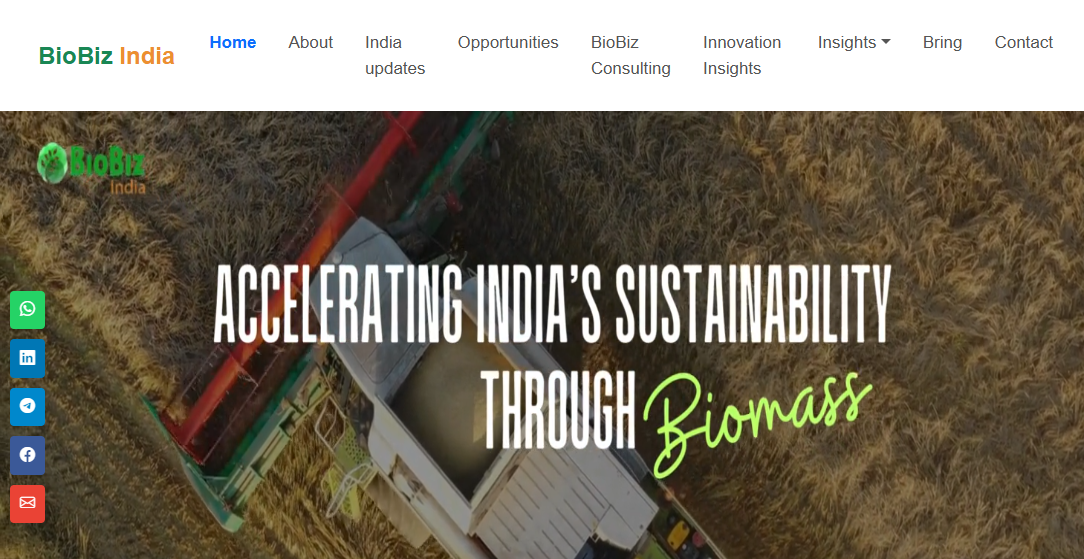 BioBiz India
Home
About
India
updates
Opportunities
BioBiz
Consulting
Innovation
Insights
Insights
Bring
Contact
BioBiz
India
ACCELERATING INDIA'S SUSTAINABILITY
THROUGH Biomass